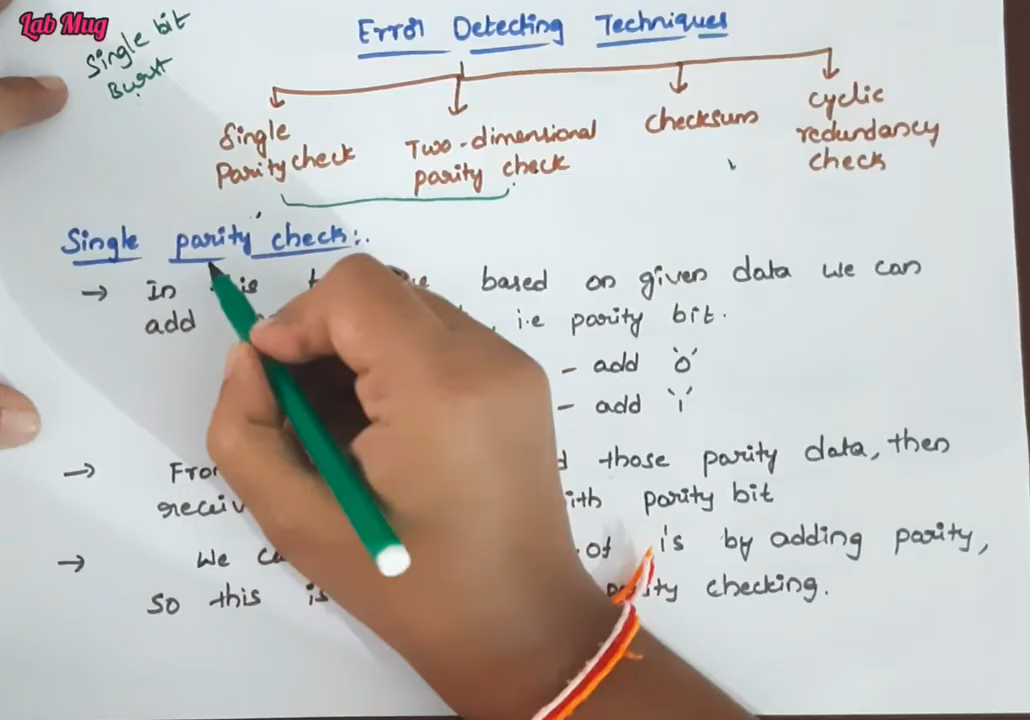 Lab Mug
Single bit
Burst
Error Detecting Techniques
Single
Parity check
Two-dimensional
parity check
checksum
cyclic
redundancy
check
Single parity check:.
→ In based on given data we can
add , i.e parity bit.
- add '0'
- add '1'
→ those parity data, then
parity bit
→ We of 1's by adding parity,
So this is checking.